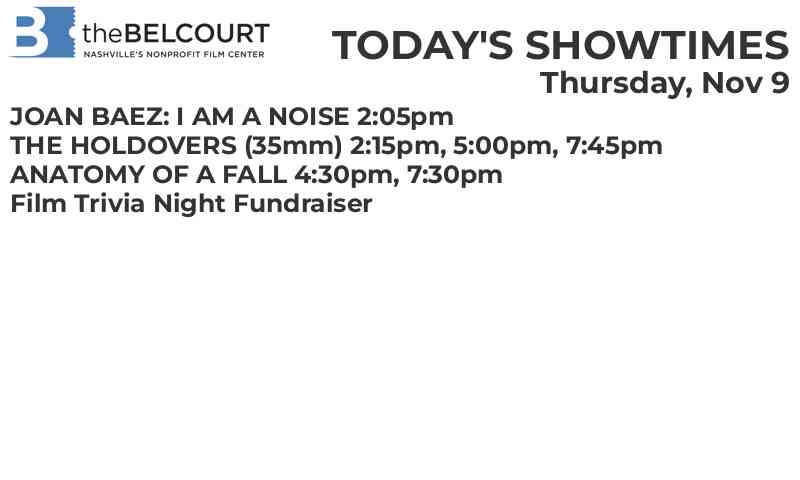 B theBELCOURT
NASHVILLE'S NONPROFIT FILM CENTER
TODAY'S SHOWTIMES
Thursday, Nov 9
JOAN BAEZ: I AM A NOISE 2:05pm
THE HOLDOVERS (35mm) 2:15pm, 5:00pm, 7:45pm
ANATOMY OF A FALL 4:30pm, 7:30pm
Film Trivia Night Fundraiser